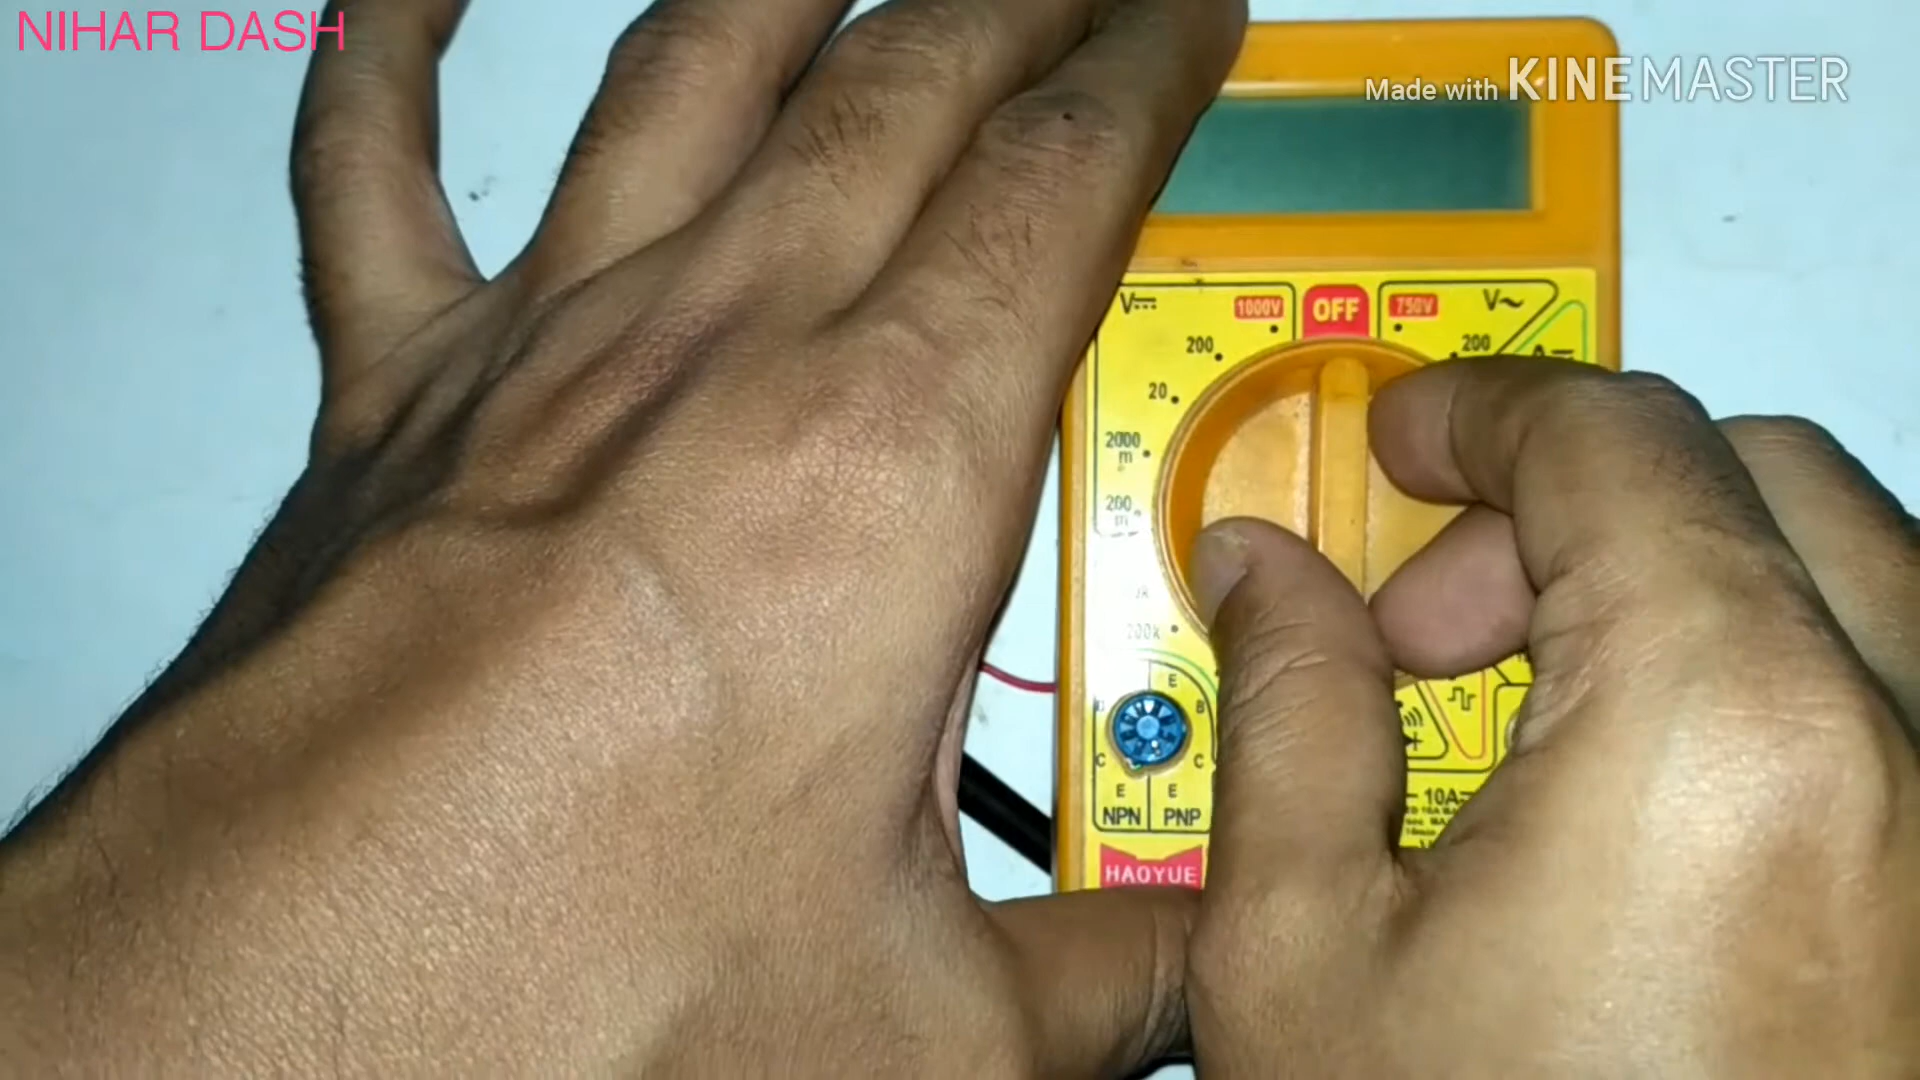 NIHAR DASH
Made with KINEMASTER
V
1000V
OFF
750V
V~
200
200
20
2000
m
200
m
200k
E
B
C
C
E
E
NPN
PNP
10A
HAOYUE